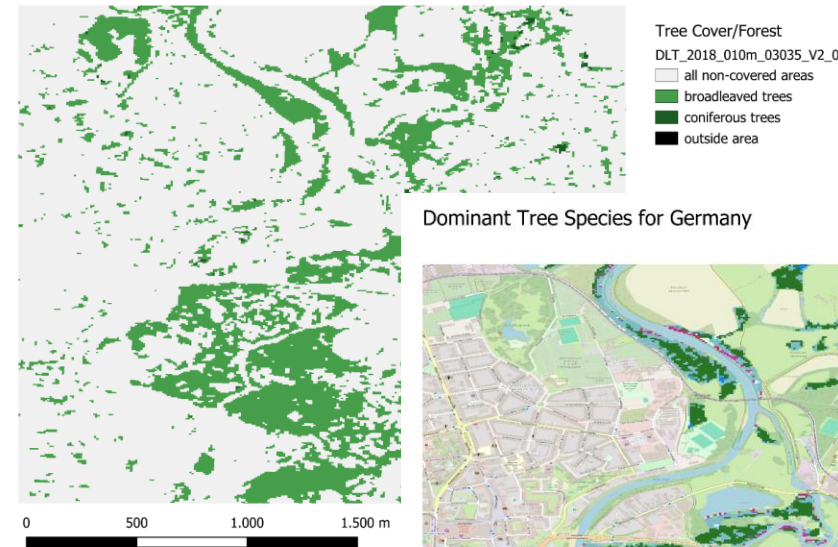 Tree Cover/Forest
DLT_2018_010m_03035_V2_0
all non-covered areas
broadleaved trees
coniferous trees
outside area
Dominant Tree Species for Germany
0 500 1.000 1.500 m